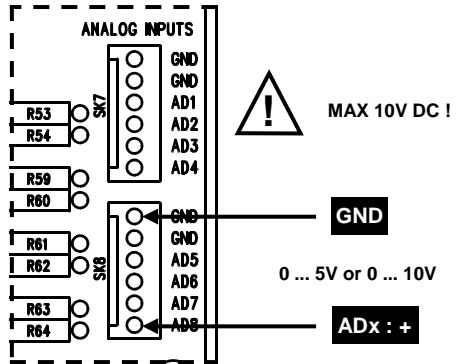 ANALOG INPUTS
GND
GND
AD1
AD2
AD3
AD4
SK7
R53
R54
R59
R60
R61
R62
R63
R64
SK8
GND
GND
AD5
AD6
AD7
AD8
!
MAX 10V DC !
GND
0 ... 5V or 0 ... 10V
ADx : +